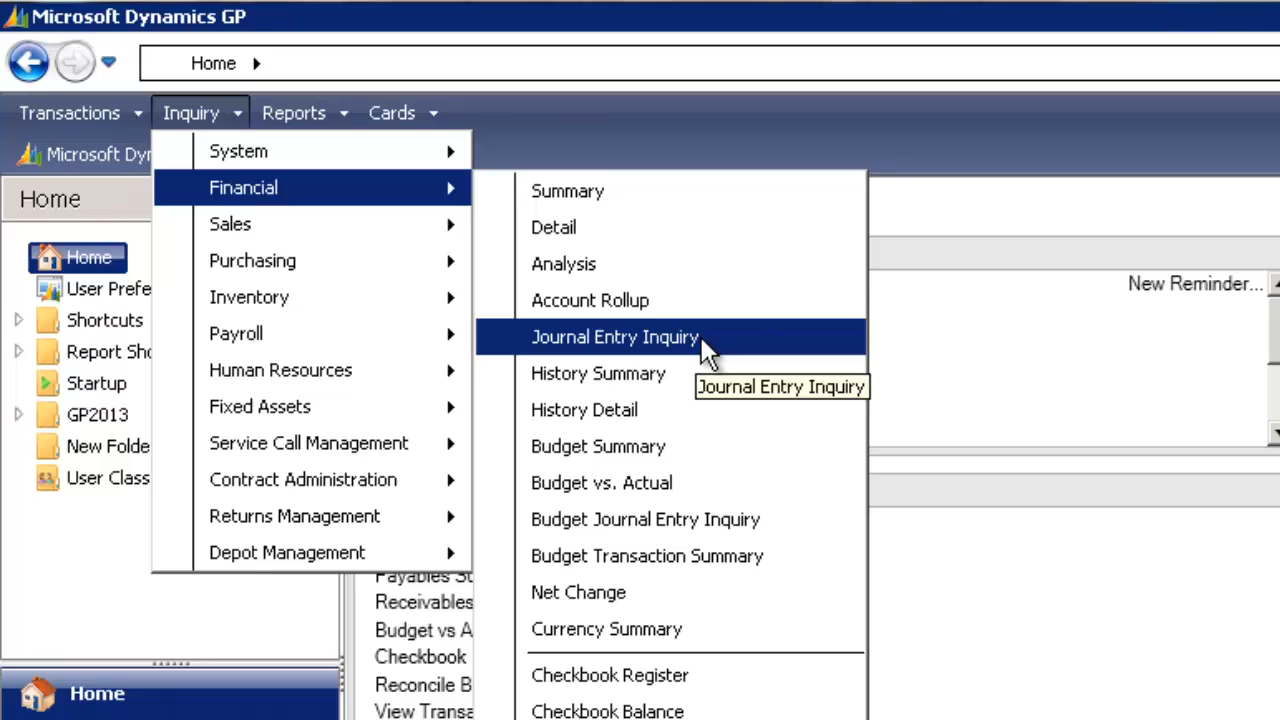 Microsoft Dynamics GP
Home
Transactions Inquiry Reports Cards
Microsoft Dyn
Home
Home
User Prefe
Shortcuts
Report Sho
Startup
GP2013
New Folde
User Class
System
Financial
Sales
Purchasing
Inventory
Payroll
Human Resources
Fixed Assets
Service Call Management
Contract Administration
Returns Management
Depot Management
Summary
Detail
Analysis
Account Rollup
Journal Entry Inquiry
Journal Entry Inquiry
History Summary
History Detail
Budget Summary
Budget vs. Actual
Budget Journal Entry Inquiry
Budget Transaction Summary
Net Change
Currency Summary
Checkbook Register
Checkbook Balance
New Reminder...
Payables Su
Receivables
Budget vs A
Checkbook
Reconcile B
View Transa
Home